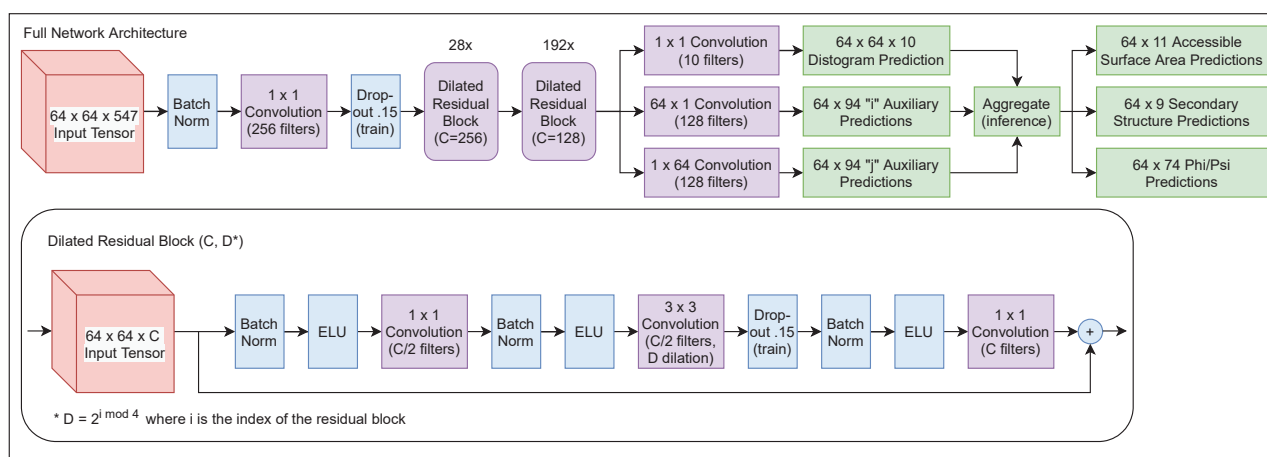 Full Network Architecture
64 x 64 x 547
Input Tensor
Batch
Norm
1 x 1
Convolution
(256 filters)
Drop-
out .15
(train)
28x
Dilated
Residual
Block
(C=256)
192x
Dilated
Residual
Block
(C=128)
1 x 1 Convolution
(10 filters)
64 x 1 Convolution
(128 filters)
1 x 64 Convolution
(128 filters)
64 x 64 x 10
Distogram Prediction
64 x 94 "i" Auxiliary
Predictions
64 x 94 "j" Auxiliary
Predictions
Aggregate
(inference)
64 x 11 Accessible
Surface Area Predictions
64 x 9 Secondary
Structure Predictions
64 x 74 Phi/Psi
Predictions
Dilated Residual Block (C, D*)
64 x 64 x C
Input Tensor
Batch
Norm
ELU
1 x 1
Convolution
(C/2 filters)
Batch
Norm
ELU
3 x 3
Convolution
(C/2 filters,
D dilation)
Drop-
out .15
(train)
Batch
Norm
ELU
1 x 1
Convolution
(C filters)
+
* D = 2^{i mod 4} where i is the index of the residual block